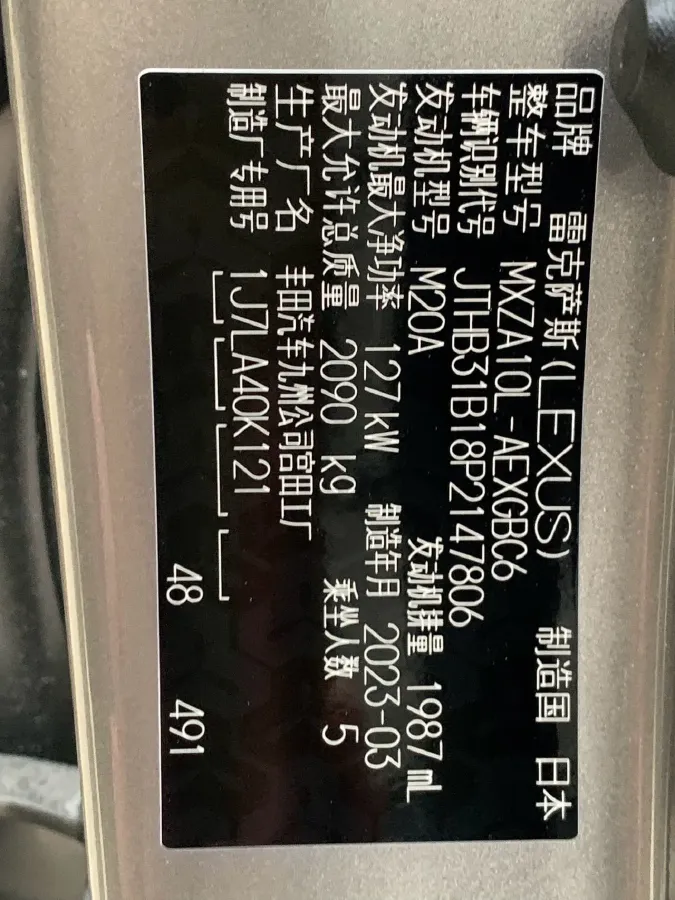 品牌 雷克萨斯(LEXUS) 制造国 日本
整车型号 MXZA10L-AEXGBC6
车辆识别代号 JTHB31B18P2147806
发动机型号 M20A 发动机排量 1987 mL
发动机最大净功率 127 kW 制造年月 2023-03
最大允许总质量 2090 kg 乘坐人数 5
生产厂名 丰田汽车九州公司宫田工厂
制造厂专用号 1J7LA40K121
48 491